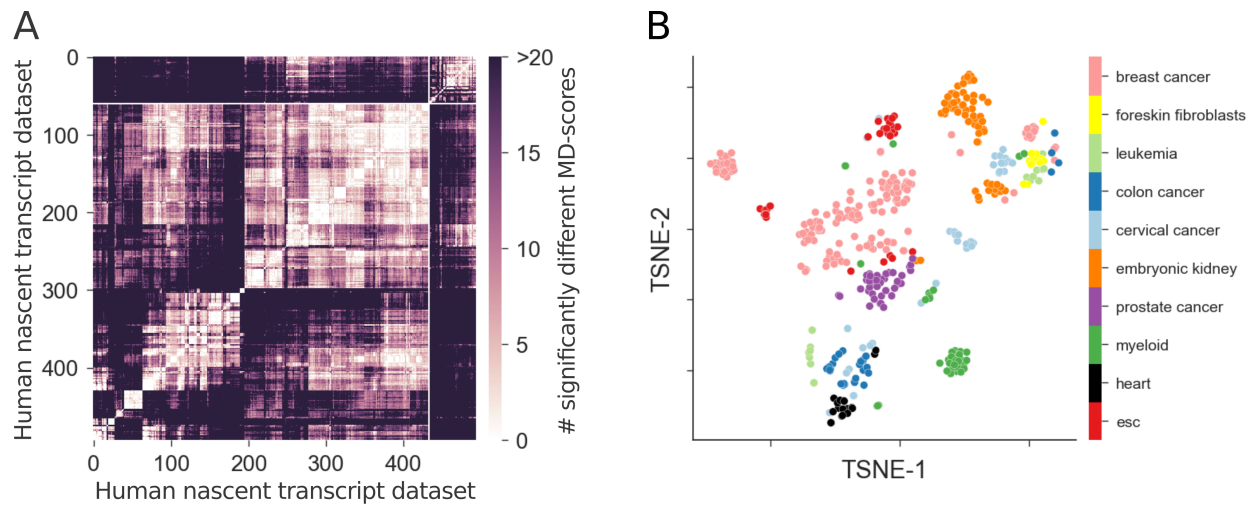 A
Human nascent transcript dataset
0
100
200
300
400
0
100
200
300
400
Human nascent transcript dataset
>20
15
10
5
0
# significantly different MD-scores
B
TSNE-2
TSNE-1
breast cancer
foreskin fibroblasts
leukemia
colon cancer
cervical cancer
embryonic kidney
prostate cancer
myeloid
heart
esc